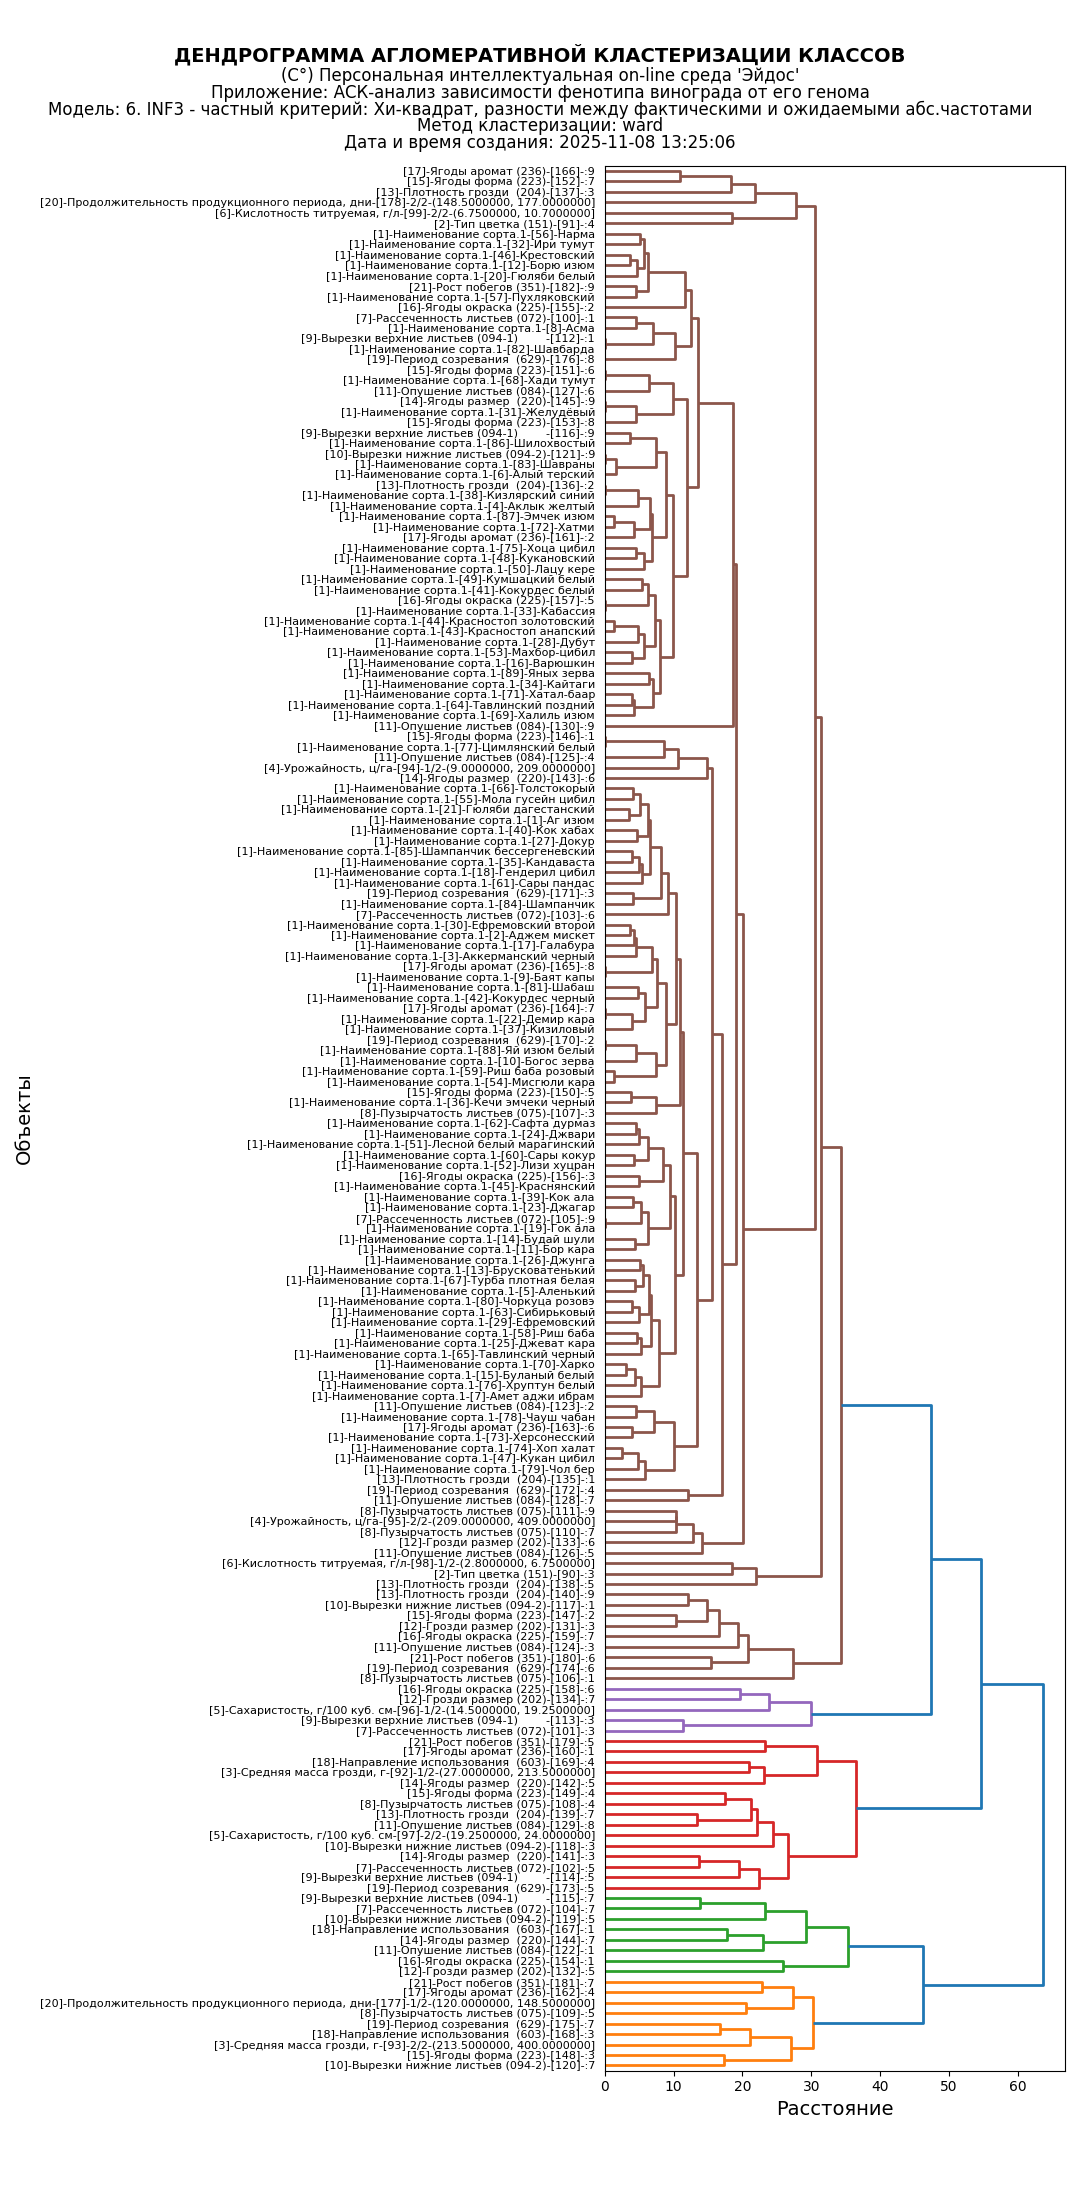 ДЕНДРОГРАММА АГЛОМЕРАТИВНОЙ КЛАСТЕРИЗАЦИИ КЛАССОВ
(C°) Персональная интеллектуальная on-line среда 'Эйдос'
Приложение: АСК-анализ зависимости фенотипа винограда от его генома
Модель: 6. INF3 - частный критерий: Хи-квадрат, разности между фактическими и ожидаемыми абс.частотами
Метод кластеризации: ward
Дата и время создания: 2025-11-08 13:25:06
[17]-Ягоды аромат (236)-[166]-:9
[15]-Ягоды форма (223)-[152]-:7
[13]-Плотность грозди  (204)-[137]-:3
[20]-Продолжительность продукционного периода, дни-[178]-2/2-(148.5000000, 177.0000000]
[6]-Кислотность титруемая, г/л-[99]-2/2-(6.7500000, 10.7000000]
[2]-Тип цветка (151)-[91]-:4
[1]-Наименование сорта.1-[56]-Нарма
[1]-Наименование сорта.1-[32]-Ири тумут
[1]-Наименование сорта.1-[46]-Крестовский
[1]-Наименование сорта.1-[12]-Борю изюм
[1]-Наименование сорта.1-[20]-Гюляби белый
[21]-Рост побегов (351)-[182]-:9
[1]-Наименование сорта.1-[57]-Пухляковский
[16]-Ягоды окраска (225)-[155]-:2
[7]-Рассеченность листьев (072)-[100]-:1
[1]-Наименование сорта.1-[8]-Асма
[9]-Вырезки верхние листьев (094-1)        -[112]-:1
[1]-Наименование сорта.1-[82]-Шавбарда
[19]-Период созревания  (629)-[176]-:8
[15]-Ягоды форма (223)-[151]-:6
[1]-Наименование сорта.1-[68]-Хади тумут
[11]-Опушение листьев (084)-[127]-:6
[14]-Ягоды размер  (220)-[145]-:9
[1]-Наименование сорта.1-[31]-Желудёвый
[15]-Ягоды форма (223)-[153]-:8
[9]-Вырезки верхние листьев (094-1)        -[116]-:9
[1]-Наименование сорта.1-[86]-Шилохвостый
[10]-Вырезки нижние листьев (094-2)-[121]-:9
[1]-Наименование сорта.1-[83]-Шавраны
[1]-Наименование сорта.1-[6]-Алый терский
[13]-Плотность грозди  (204)-[136]-:2
[1]-Наименование сорта.1-[38]-Кизлярский синий
[1]-Наименование сорта.1-[4]-Аклык желтый
[1]-Наименование сорта.1-[87]-Эмчек изюм
[1]-Наименование сорта.1-[72]-Хатми
[17]-Ягоды аромат (236)-[161]-:2
[1]-Наименование сорта.1-[75]-Хоца цибил
[1]-Наименование сорта.1-[48]-Кукановский
[1]-Наименование сорта.1-[50]-Лацу кере
[1]-Наименование сорта.1-[49]-Кумшацкий белый
[1]-Наименование сорта.1-[41]-Кокурдес белый
[16]-Ягоды окраска (225)-[157]-:5
[1]-Наименование сорта.1-[33]-Кабассия
[1]-Наименование сорта.1-[44]-Красностоп золотовский
[1]-Наименование сорта.1-[43]-Красностоп анапский
[1]-Наименование сорта.1-[28]-Дубут
[1]-Наименование сорта.1-[53]-Махбор-цибил
[1]-Наименование сорта.1-[16]-Варюшкин
[1]-Наименование сорта.1-[89]-Яных зерва
[1]-Наименование сорта.1-[34]-Кайтаги
[1]-Наименование сорта.1-[71]-Хатал-баар
[1]-Наименование сорта.1-[64]-Тавлинский поздний
[1]-Наименование сорта.1-[69]-Халиль изюм
[11]-Опушение листьев (084)-[130]-:9
[15]-Ягоды форма (223)-[146]-:1
[1]-Наименование сорта.1-[77]-Цимлянский белый
[11]-Опушение листьев (084)-[125]-:4
[4]-Урожайность, ц/га-[94]-1/2-(9.0000000, 209.0000000]
[14]-Ягоды размер  (220)-[143]-:6
[1]-Наименование сорта.1-[66]-Толстокорый
[1]-Наименование сорта.1-[55]-Мола гусейн цибил
[1]-Наименование сорта.1-[21]-Гюляби дагестанский
[1]-Наименование сорта.1-[1]-Аг изюм
[1]-Наименование сорта.1-[40]-Кок хабах
[1]-Наименование сорта.1-[27]-Докур
[1]-Наименование сорта.1-[85]-Шампанчик бессергеневский
[1]-Наименование сорта.1-[35]-Кандаваста
[1]-Наименование сорта.1-[18]-Гендерил цибил
[1]-Наименование сорта.1-[61]-Сары пандас
[19]-Период созревания  (629)-[171]-:3
[1]-Наименование сорта.1-[84]-Шампанчик
[7]-Рассеченность листьев (072)-[103]-:6
[1]-Наименование сорта.1-[30]-Ефремовский второй
[1]-Наименование сорта.1-[2]-Аджем мискет
[1]-Наименование сорта.1-[17]-Галабура
[1]-Наименование сорта.1-[3]-Аккерманский черный
[17]-Ягоды аромат (236)-[165]-:8
[1]-Наименование сорта.1-[9]-Баят капы
[1]-Наименование сорта.1-[81]-Шабаш
[1]-Наименование сорта.1-[42]-Кокурдес черный
[17]-Ягоды аромат (236)-[164]-:7
[1]-Наименование сорта.1-[22]-Демир кара
[1]-Наименование сорта.1-[37]-Кизиловый
[19]-Период созревания  (629)-[170]-:2
[1]-Наименование сорта.1-[88]-Яй изюм белый
[1]-Наименование сорта.1-[10]-Богос зерва
[1]-Наименование сорта.1-[59]-Риш баба розовый
[1]-Наименование сорта.1-[54]-Мисгюли кара
[15]-Ягоды форма (223)-[150]-:5
[1]-Наименование сорта.1-[36]-Кечи эмчеки черный
[8]-Пузырчатость листьев (075)-[107]-:3
[1]-Наименование сорта.1-[62]-Сафта дурмаз
[1]-Наименование сорта.1-[24]-Джвари
[1]-Наименование сорта.1-[51]-Лесной белый марагинский
[1]-Наименование сорта.1-[60]-Сары кокур
[1]-Наименование сорта.1-[52]-Лизи хуцран
[16]-Ягоды окраска (225)-[156]-:3
[1]-Наименование сорта.1-[45]-Краснянский
[1]-Наименование сорта.1-[39]-Кок ала
[1]-Наименование сорта.1-[23]-Джагар
[7]-Рассеченность листьев (072)-[105]-:9
[1]-Наименование сорта.1-[19]-Гок ала
[1]-Наименование сорта.1-[14]-Будай шули
[1]-Наименование сорта.1-[11]-Бор кара
[1]-Наименование сорта.1-[26]-Джунга
[1]-Наименование сорта.1-[13]-Брусковатенький
[1]-Наименование сорта.1-[67]-Турба плотная белая
[1]-Наименование сорта.1-[5]-Аленький
[1]-Наименование сорта.1-[80]-Чоркуца розовэ
[1]-Наименование сорта.1-[63]-Сибирьковый
[1]-Наименование сорта.1-[29]-Ефремовский
[1]-Наименование сорта.1-[58]-Риш баба
[1]-Наименование сорта.1-[25]-Джеват кара
[1]-Наименование сорта.1-[65]-Тавлинский черный
[1]-Наименование сорта.1-[70]-Харко
[1]-Наименование сорта.1-[15]-Буланый белый
[1]-Наименование сорта.1-[76]-Хруптун белый
[1]-Наименование сорта.1-[7]-Амет аджи ибрам
[11]-Опушение листьев (084)-[123]-:2
[1]-Наименование сорта.1-[78]-Чауш чабан
[17]-Ягоды аромат (236)-[163]-:6
[1]-Наименование сорта.1-[73]-Херсонесский
[1]-Наименование сорта.1-[74]-Хоп халат
[1]-Наименование сорта.1-[47]-Кукан цибил
[1]-Наименование сорта.1-[79]-Чол бер
[13]-Плотность грозди  (204)-[135]-:1
[19]-Период созревания  (629)-[172]-:4
[11]-Опушение листьев (084)-[128]-:7
[8]-Пузырчатость листьев (075)-[111]-:9
[4]-Урожайность, ц/га-[95]-2/2-(209.0000000, 409.0000000]
[8]-Пузырчатость листьев (075)-[110]-:7
[12]-Грозди размер (202)-[133]-:6
[11]-Опушение листьев (084)-[126]-:5
[6]-Кислотность титруемая, г/л-[98]-1/2-(2.8000000, 6.7500000]
[2]-Тип цветка (151)-[90]-:3
[13]-Плотность грозди  (204)-[138]-:5
[13]-Плотность грозди  (204)-[140]-:9
[10]-Вырезки нижние листьев (094-2)-[117]-:1
[15]-Ягоды форма (223)-[147]-:2
[12]-Грозди размер (202)-[131]-:3
[16]-Ягоды окраска (225)-[159]-:7
[11]-Опушение листьев (084)-[124]-:3
[21]-Рост побегов (351)-[180]-:6
[19]-Период созревания  (629)-[174]-:6
[8]-Пузырчатость листьев (075)-[106]-:1
[16]-Ягоды окраска (225)-[158]-:6
[12]-Грозди размер (202)-[134]-:7
[5]-Сахаристость, г/100 куб. см-[96]-1/2-(14.5000000, 19.2500000]
[9]-Вырезки верхние листьев (094-1)        -[113]-:3
[7]-Рассеченность листьев (072)-[101]-:3
[21]-Рост побегов (351)-[179]-:5
[17]-Ягоды аромат (236)-[160]-:1
[18]-Направление использования  (603)-[169]-:4
[3]-Средняя масса грозди, г-[92]-1/2-(27.0000000, 213.5000000]
[14]-Ягоды размер  (220)-[142]-:5
[15]-Ягоды форма (223)-[149]-:4
[8]-Пузырчатость листьев (075)-[108]-:4
[13]-Плотность грозди  (204)-[139]-:7
[11]-Опушение листьев (084)-[129]-:8
[5]-Сахаристость, г/100 куб. см-[97]-2/2-(19.2500000, 24.0000000]
[10]-Вырезки нижние листьев (094-2)-[118]-:3
[14]-Ягоды размер  (220)-[141]-:3
[7]-Рассеченность листьев (072)-[102]-:5
[9]-Вырезки верхние листьев (094-1)        -[114]-:5
[19]-Период созревания  (629)-[173]-:5
[9]-Вырезки верхние листьев (094-1)        -[115]-:7
[7]-Рассеченность листьев (072)-[104]-:7
[10]-Вырезки нижние листьев (094-2)-[119]-:5
[18]-Направление использования  (603)-[167]-:1
[14]-Ягоды размер  (220)-[144]-:7
[11]-Опушение листьев (084)-[122]-:1
[16]-Ягоды окраска (225)-[154]-:1
[12]-Грозди размер (202)-[132]-:5
[21]-Рост побегов (351)-[181]-:7
[17]-Ягоды аромат (236)-[162]-:4
[20]-Продолжительность продукционного периода, дни-[177]-1/2-(120.0000000, 148.5000000]
[8]-Пузырчатость листьев (075)-[109]-:5
[19]-Период созревания  (629)-[175]-:7
[18]-Направление использования  (603)-[168]-:3
[3]-Средняя масса грозди, г-[93]-2/2-(213.5000000, 400.0000000]
[15]-Ягоды форма (223)-[148]-:3
[10]-Вырезки нижние листьев (094-2)-[120]-:7
Объекты
0 10 20 30 40 50 60
Расстояние